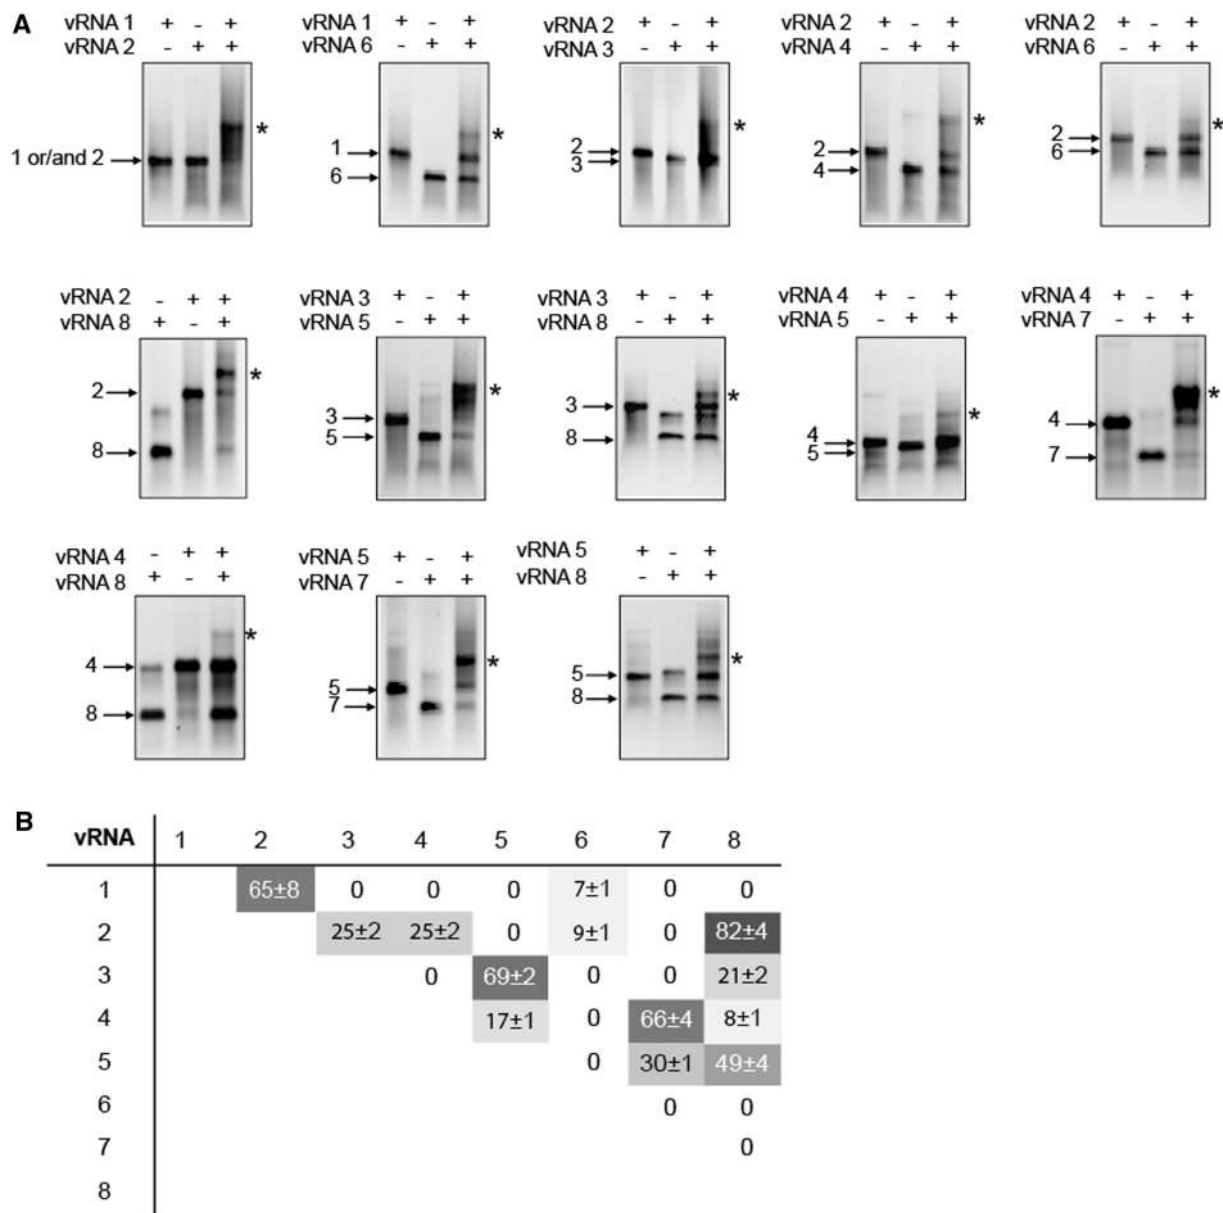 A
vRNA 1 + - +
vRNA 2 - + +
1 or/and 2
*
vRNA 1 + - +
vRNA 6 - + +
1
6
*
vRNA 2 + - +
vRNA 3 - + +
2
3
*
vRNA 2 + - +
vRNA 4 - + +
2
4
*
vRNA 2 + - +
vRNA 6 - + +
2
6
*
vRNA 2 - + +
vRNA 8 + - +
2
8
*
vRNA 3 + - +
vRNA 5 - + +
3
5
*
vRNA 3 + - +
vRNA 8 - + +
3
8
*
vRNA 4 + - +
vRNA 5 - + +
4
5
*
vRNA 4 + - +
vRNA 7 - + +
4
7
*
vRNA 4 - + +
vRNA 8 + - +
4
8
*
vRNA 5 + - +
vRNA 7 - + +
5
7
*
vRNA 5 + - +
vRNA 8 - + +
5
8
*
B
vRNA 1 2 3 4 5 6 7 8
1 65±8 0 0 0 7±1 0 0
2 25±2 25±2 0 9±1 0 82±4
3 0 69±2 0 0 21±2
4 17±1 0 66±4 8±1
5 0 30±1 49±4
6 0 0
7 0
8